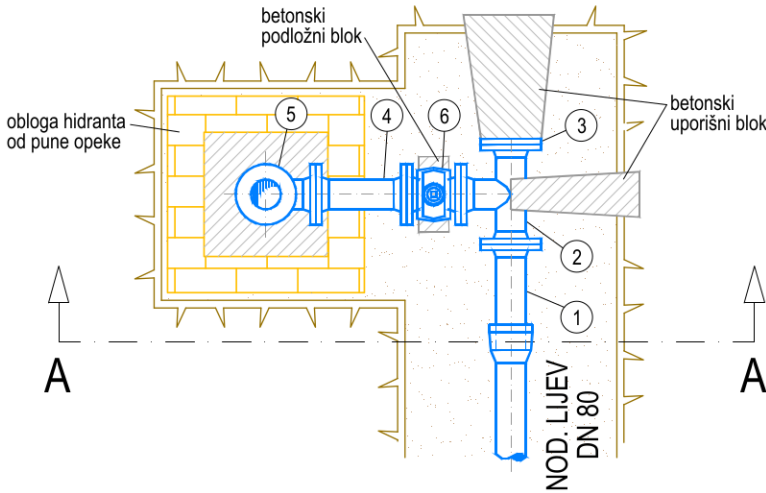 betonski
podložni blok
obloga hidranta
od pune opeke
5
4
6
3
betonski
uporišni blok
2
1
A
A
NOD. LIJEV
DN 80